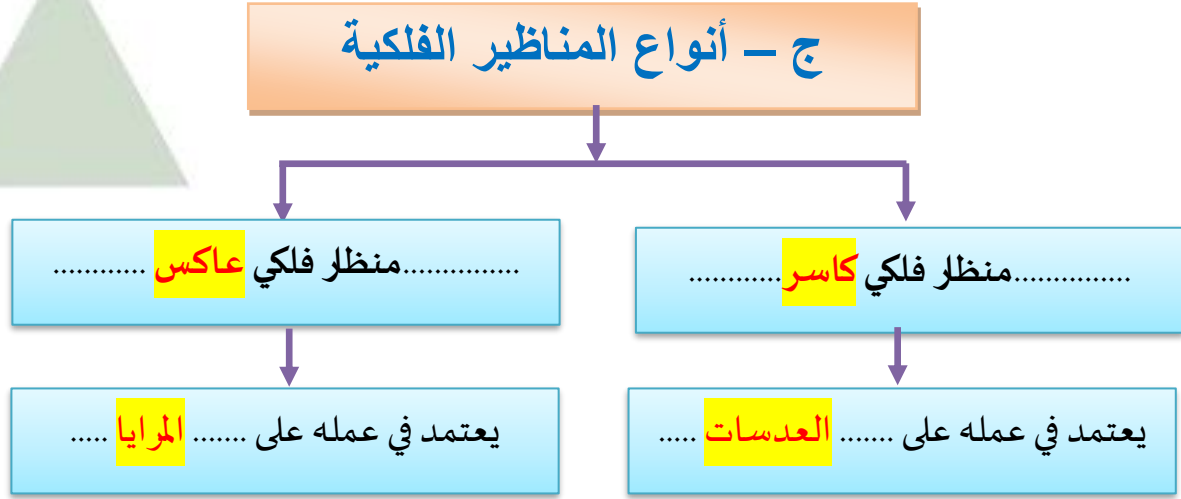 ج – أنواع المناظير الفلكية
...............منظار فلكي كاسر............
...............منظار فلكي عاكس ............
يعتمد في عمله على ....... العدسات .....
يعتمد في عمله على ....... المرايا .....